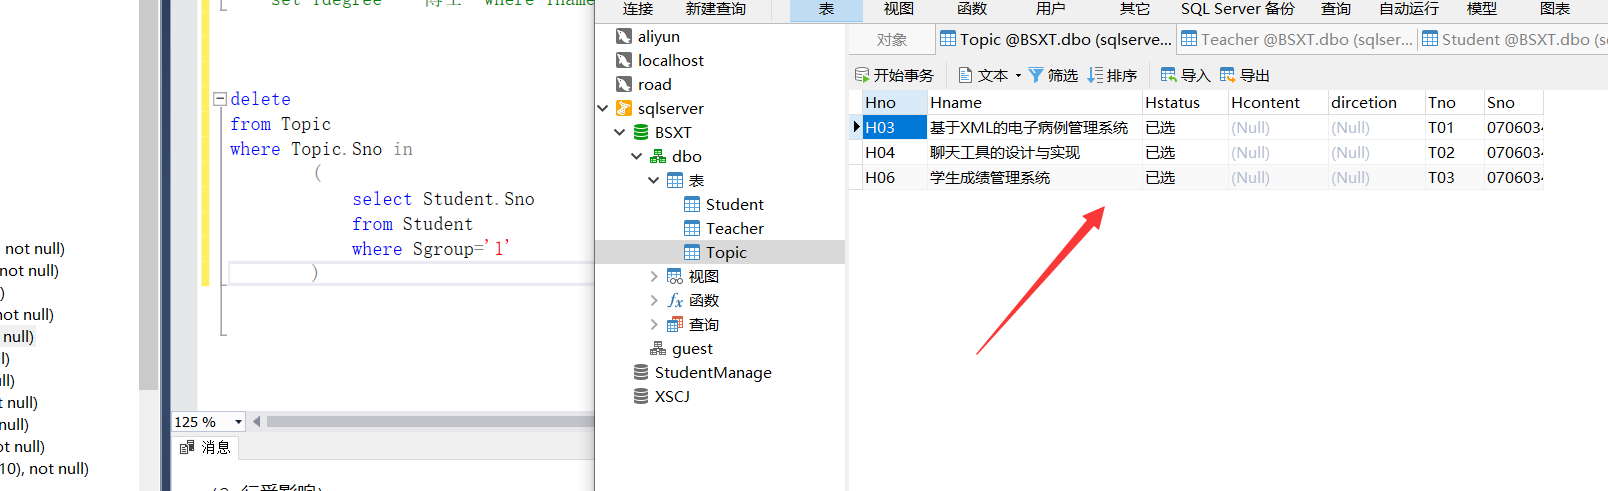 delete
from Topic
where Topic.Sno in
(
select Student.Sno
from Student
where Sgroup='1'
)
not null)
not null)
)
not null)
null)
l)
ull)
t null)
null)
ot null)
10), not null)
125 %
消息
连接 新建查询 表 视图 函数 用户 其它 SQL Server 备份 查询 自动运行 模型 图表
aliyun
localhost
road
sqlserver
BSXT
dbo
表
Student
Teacher
Topic
视图
fx 函数
查询
guest
StudentManage
XSCJ
对象 Topic @BSXT.dbo (sqlserve... Teacher @BSXT.dbo (sqlser... Student @BSXT.dbo (s
开始事务 文本 筛选 排序 导入 导出
Hno Hname Hstatus Hcontent dircetion Tno Sno
H03 基于XML的电子病例管理系统 已选 (Null) (Null) T01 070603
H04 聊天工具的设计与实现 已选 (Null) (Null) T02 070603
H06 学生成绩管理系统 已选 (Null) (Null) T03 070603